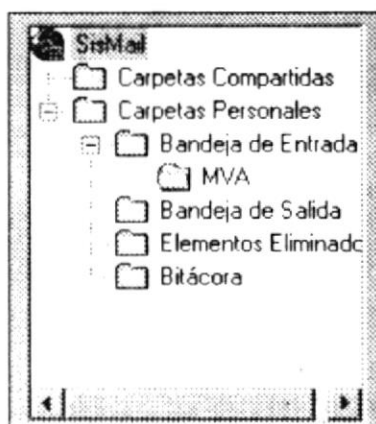 SisMail
Carpetas Compartidas
Carpetas Personales
Bandeja de Entrada
MVA
Bandeja de Salida
Elementos Eliminadc
Bitácora